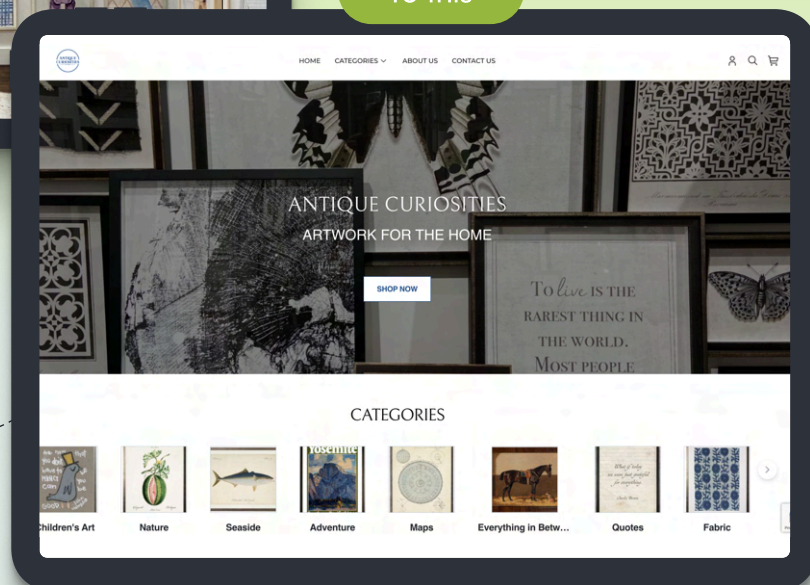 To This
ANTIQUE
CURIOSITIES
HOME CATEGORIES ABOUT US CONTACT US
ANTIQUE CURIOSITIES
ARTWORK FOR THE HOME
SHOP NOW
To live IS THE
RAREST THING IN
THE WORLD.
MOST PEOPLE
CATEGORIES
Yosemite
Children's Art
Nature
Seaside
Adventure
Maps
Everything in Betw...
Quotes
Fabric